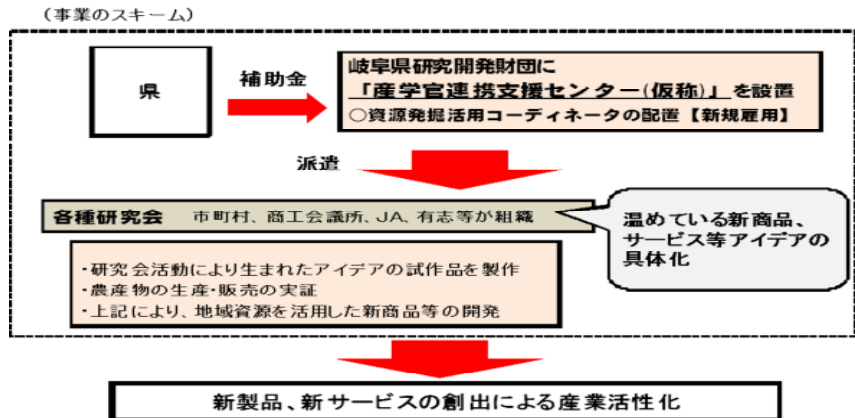 （事業のスキーム）
県
補助金
岐阜県研究開発財団に
「産学官連携支援センター(仮称)」を設置
○資源発掘活用コーディネータの配置【新規雇用】
派遣
各種研究会　市町村、商工会議所、JA、有志等が組織
温めている新商品、
サービス等アイデアの
具体化
・研究会活動により生まれたアイデアの試作品を製作
・農産物の生産・販売の実証
・上記により、地域資源を活用した新商品等の開発
新製品、新サービスの創出による産業活性化